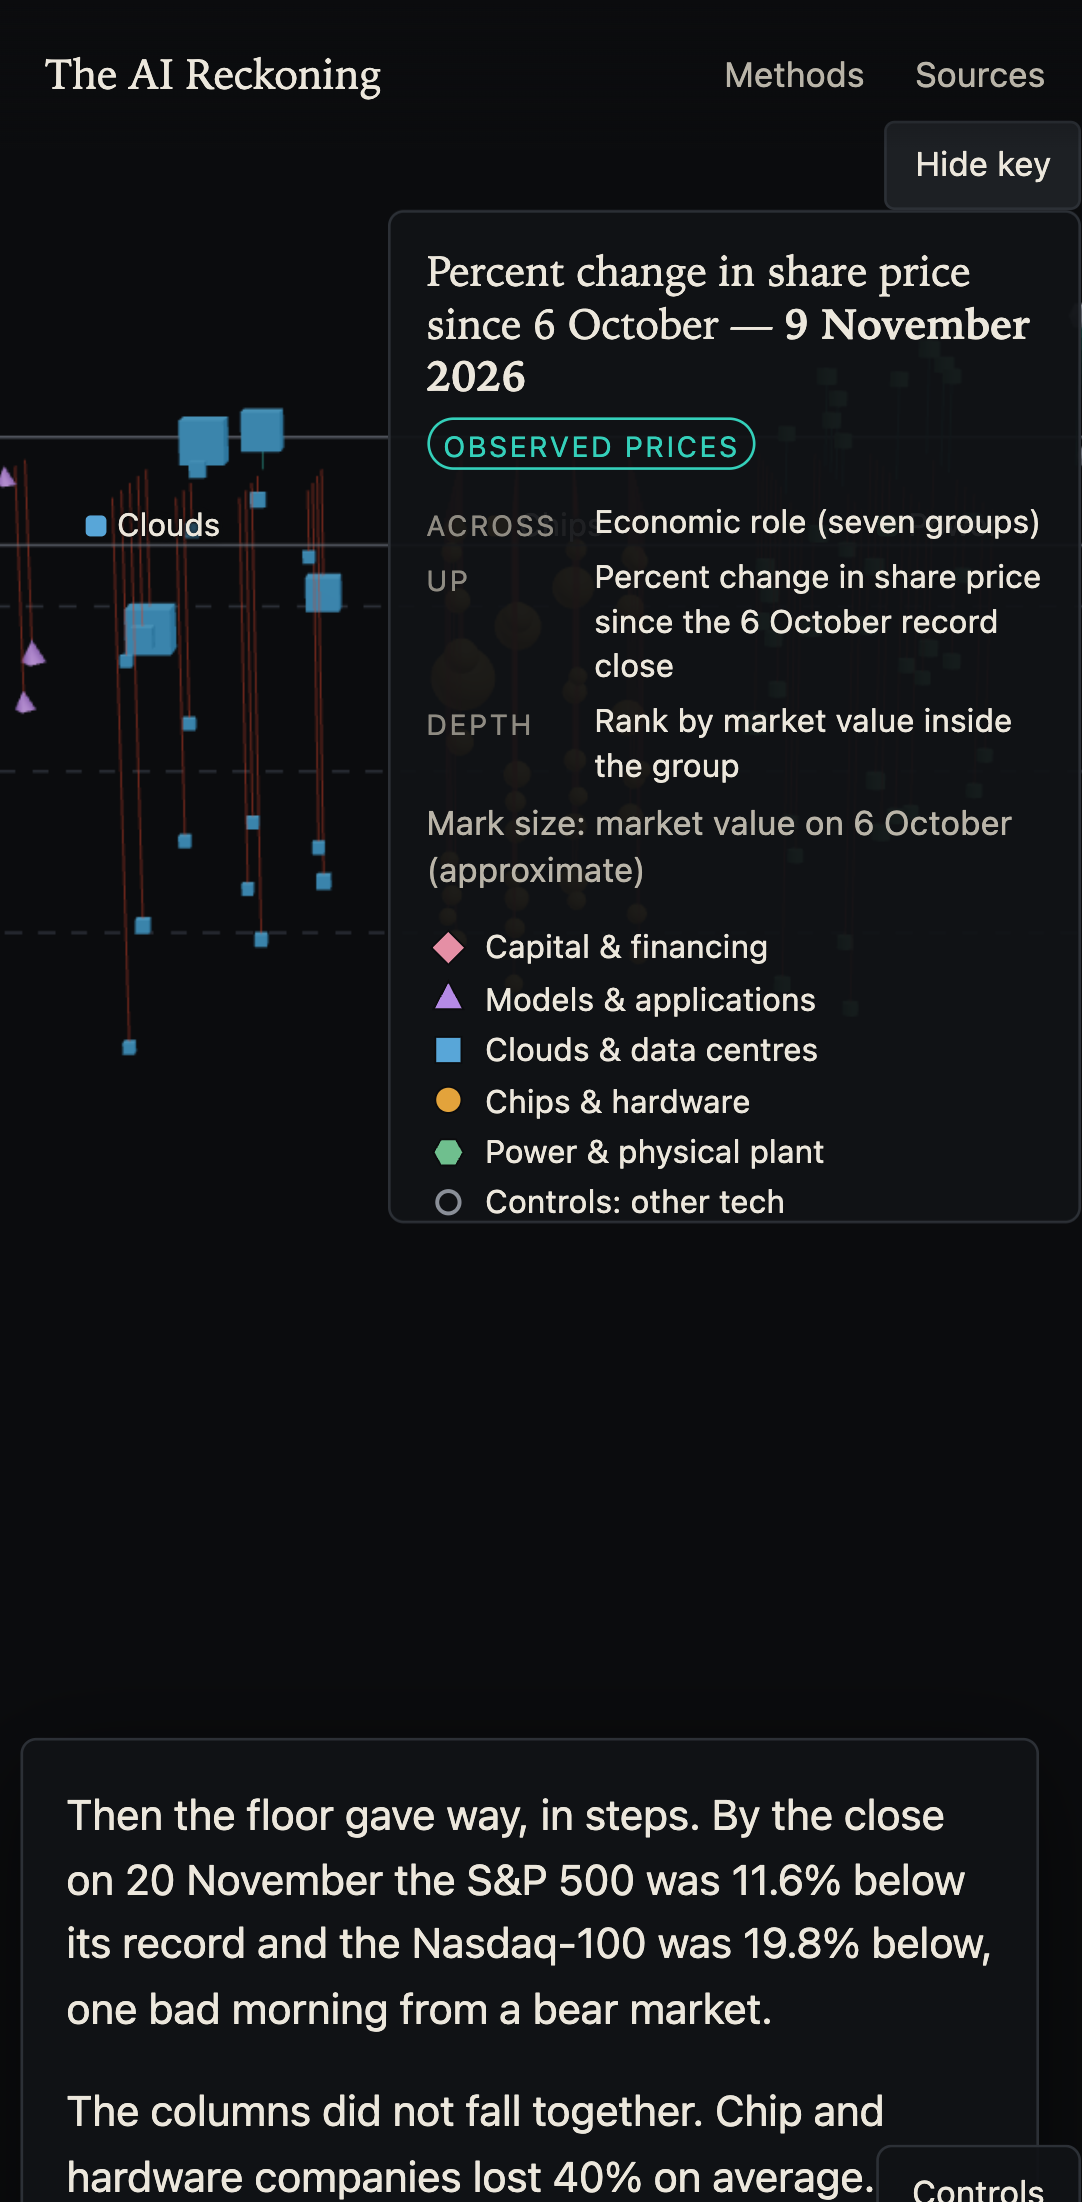 The AI Reckoning
Methods
Sources
Hide key
Percent change in share price
since 6 October — 9 November
2026
OBSERVED PRICES
Clouds
Chips
ACROSS
Economic role (seven groups)
UP
Percent change in share price
since the 6 October record
close
DEPTH
Rank by market value inside
the group
Mark size: market value on 6 October
(approximate)
Capital & financing
Models & applications
Clouds & data centres
Chips & hardware
Power & physical plant
Controls: other tech
Then the floor gave way, in steps. By the close
on 20 November the S&P 500 was 11.6% below
its record and the Nasdaq-100 was 19.8% below,
one bad morning from a bear market.
The columns did not fall together. Chip and
hardware companies lost 40% on average.
Controls